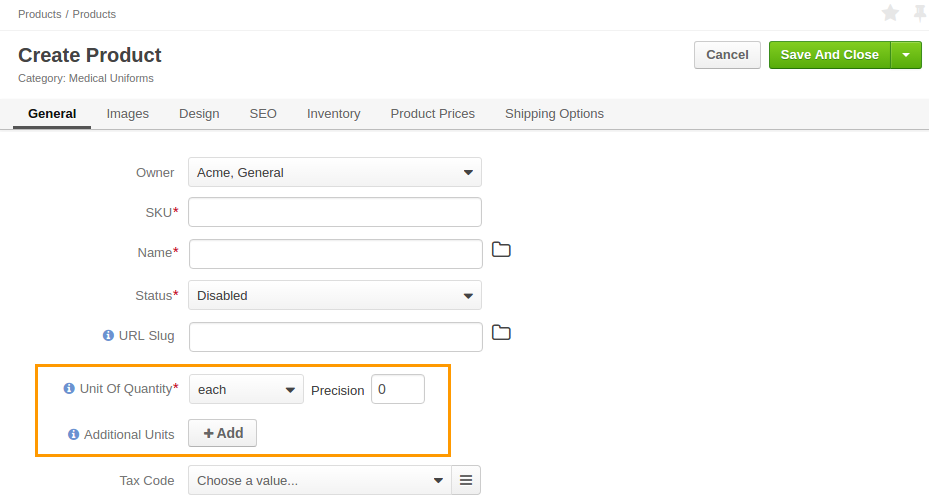 Products / Products
Create Product
Category: Medical Uniforms
Cancel
Save And Close
General Images Design SEO Inventory Product Prices Shipping Options
Owner Acme, General
SKU*
Name*
Status* Disabled
URL Slug
Unit Of Quantity* each Precision 0
Additional Units + Add
Tax Code Choose a value...